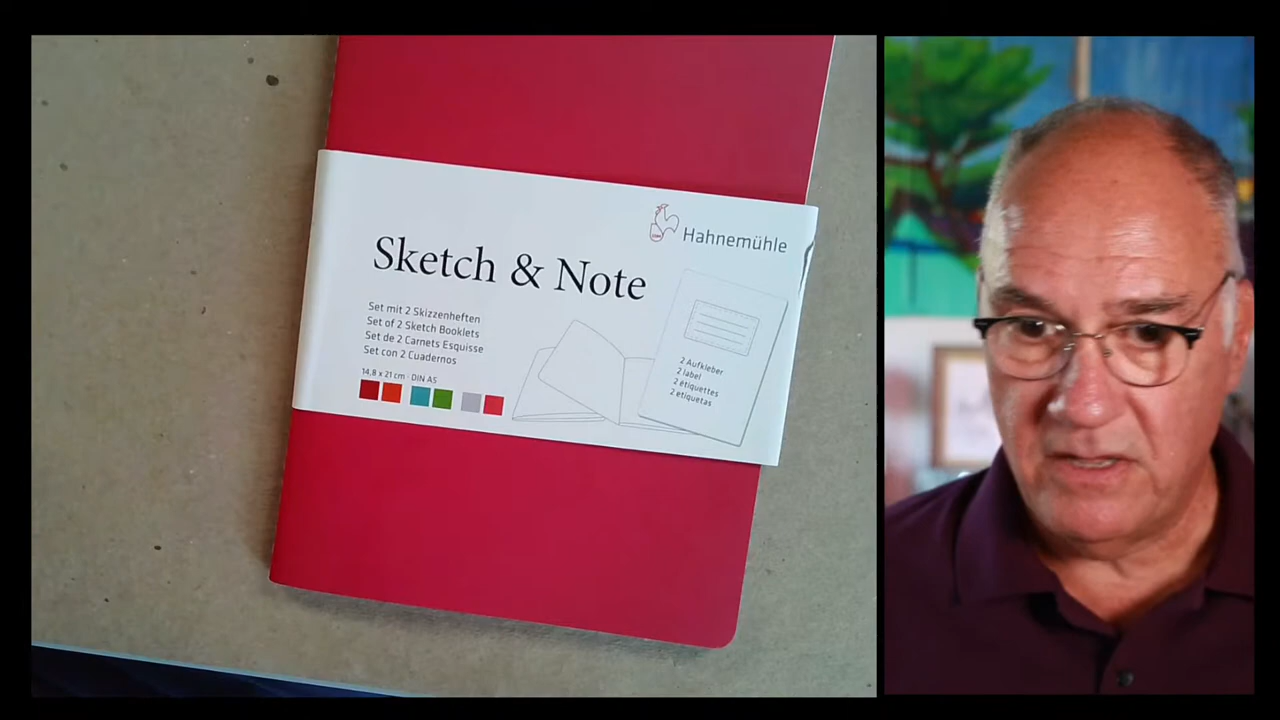 Hahnemühle
Sketch & Note
Set mit 2 Skizzenheften
Set of 2 Sketch Booklets
Set de 2 Carnets Esquisse
Set con 2 Cuadernos
14,8 x 21 cm · DIN A5
2 Aufkleber
2 label
2 étiquettes
2 etiquetas